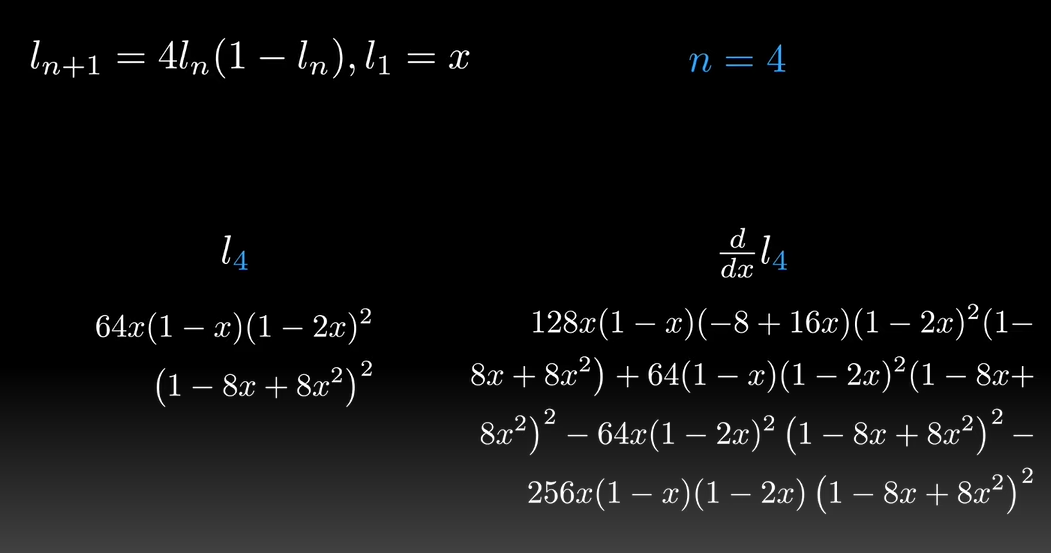 l_{n+1} = 4l_n(1 − l_n), l_1 = x
n = 4
l_4
64x(1 − x)(1 − 2x)^2
(1 − 8x + 8x^2)^2
\frac{d}{dx} l_4
128x(1 − x)(−8 + 16x)(1 − 2x)^2(1−
8x + 8x^2) + 64(1 − x)(1 − 2x)^2(1 − 8x+
8x^2)^2 − 64x(1 − 2x)^2 (1 − 8x + 8x^2)^2 −
256x(1 − x)(1 − 2x) (1 − 8x + 8x^2)^2